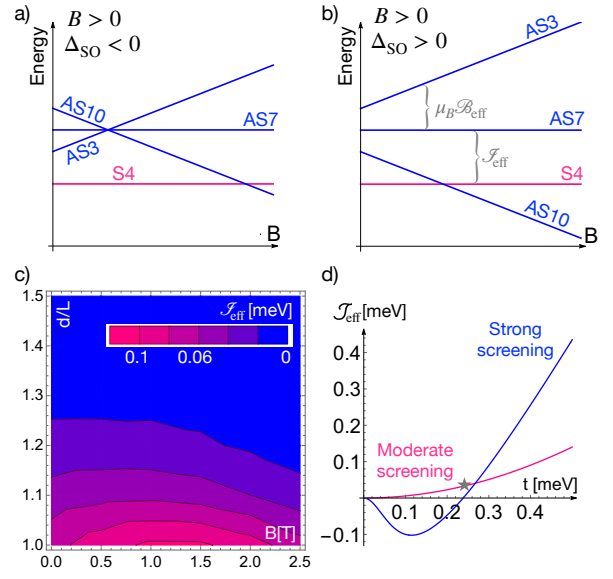 a)
B > 0
Δ_SO < 0
Energy
AS10
AS7
AS3
S4
B
b)
B > 0
Δ_SO > 0
Energy
AS3
μ_B ℬ_eff
AS7
𝒥_eff
S4
AS10
B
c)
d/L
1.5
1.4
1.3
1.2
1.1
1.0
𝒥_eff [meV]
0.1 0.06 0
B[T]
0.0 0.5 1.0 1.5 2.0 2.5
d)
𝒥_eff [meV]
0.4
0.3
0.2
0.1
0
−0.1
Strong
screening
Moderate
screening
t [meV]
0.1 0.2 0.3 0.4